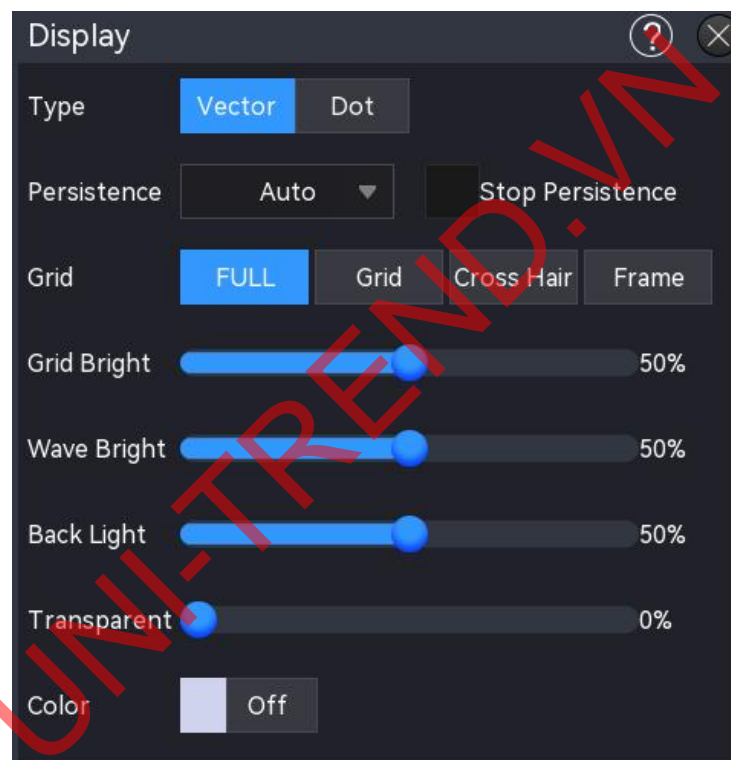 Display ?
Type Vector Dot
Persistence Auto Stop Persistence
Grid FULL Grid Cross Hair Frame
Grid Bright 50%
Wave Bright 50%
Back Light 50%
Transparent 0%
Color Off
UNI-TREND.VN